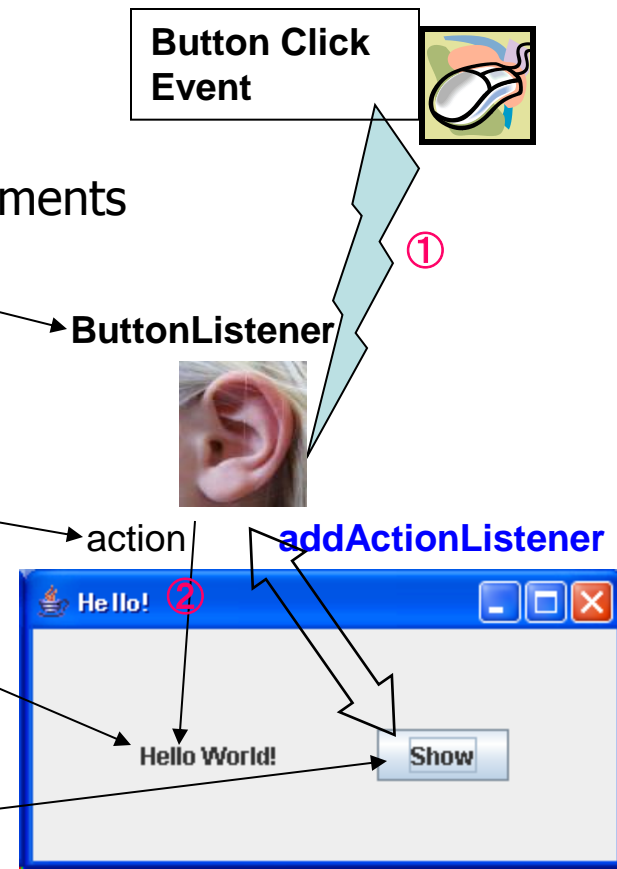 Button Click
Event
ments
①
ButtonListener
action addActionListener
Hello! ②
Hello World! Show